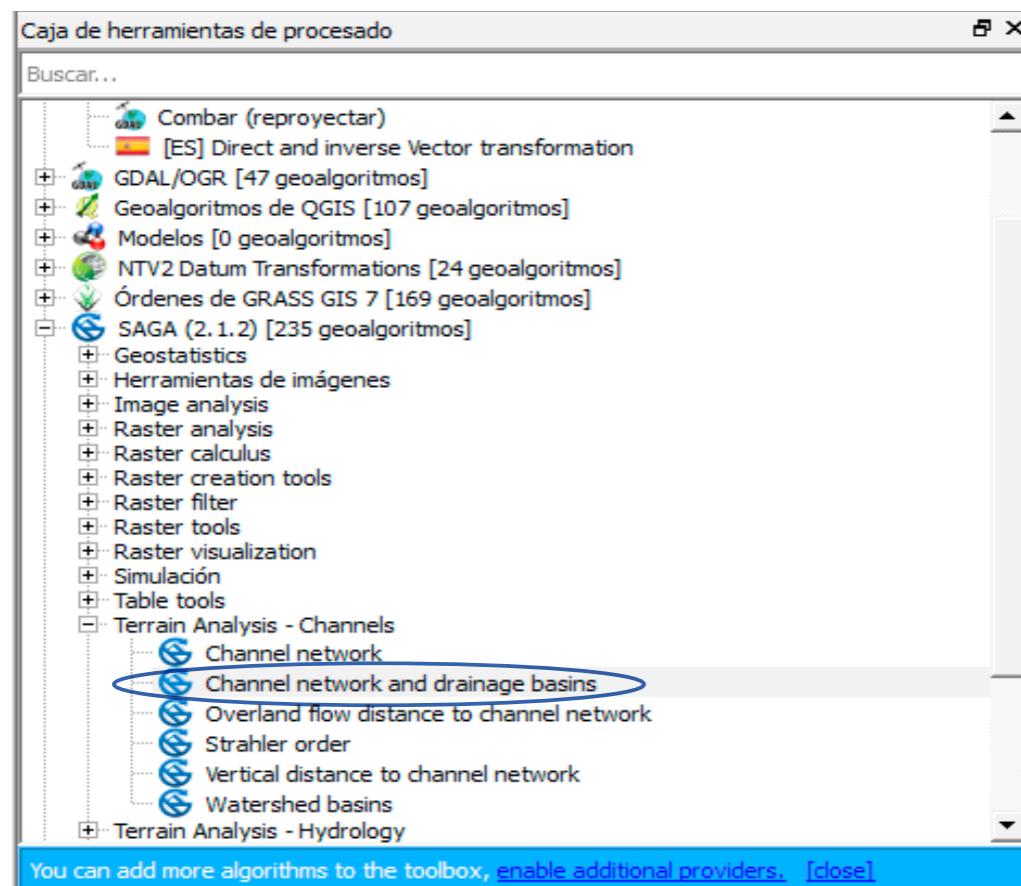 Caja de herramientas de procesado
Buscar...
Combar (reproyectar)
[ES] Direct and inverse Vector transformation
GDAL/OGR [47 geoalgoritmos]
Geoalgoritmos de QGIS [107 geoalgoritmos]
Modelos [0 geoalgoritmos]
NTV2 Datum Transformations [24 geoalgoritmos]
Órdenes de GRASS GIS 7 [169 geoalgoritmos]
SAGA (2.1.2) [235 geoalgoritmos]
Geostatistics
Herramientas de imágenes
Image analysis
Raster analysis
Raster calculus
Raster creation tools
Raster filter
Raster tools
Raster visualization
Simulación
Table tools
Terrain Analysis - Channels
Channel network
Channel network and drainage basins
Overland flow distance to channel network
Strahler order
Vertical distance to channel network
Watershed basins
Terrain Analysis - Hydrology
You can add more algorithms to the toolbox, enable additional providers. [close]